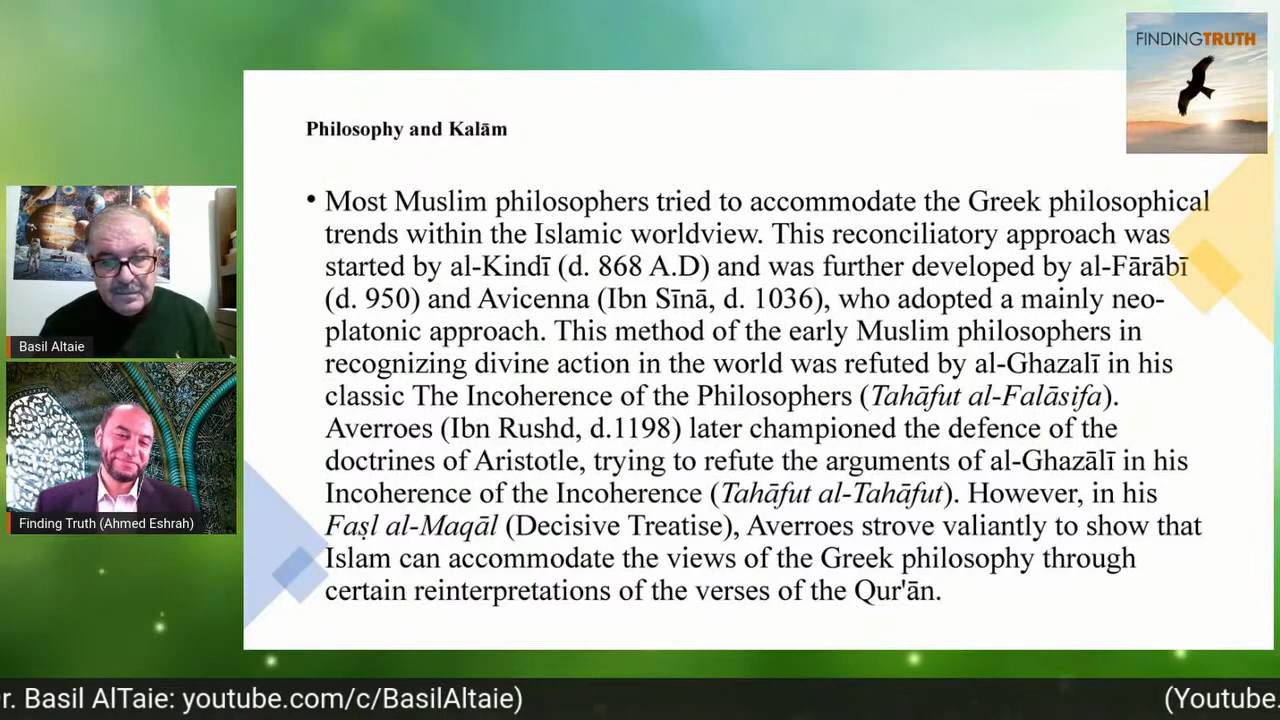 FINDINGTRUTH
Philosophy and Kalām
• Most Muslim philosophers tried to accommodate the Greek philosophical
trends within the Islamic worldview. This reconciliatory approach was
started by al-Kindī (d. 868 A.D) and was further developed by al-Fārābī
(d. 950) and Avicenna (Ibn Sīnā, d. 1036), who adopted a mainly neo-
platonic approach. This method of the early Muslim philosophers in
recognizing divine action in the world was refuted by al-Ghazalī in his
classic The Incoherence of the Philosophers (Tahāfut al-Falāsifa).
Averroes (Ibn Rushd, d.1198) later championed the defence of the
doctrines of Aristotle, trying to refute the arguments of al-Ghazālī in his
Incoherence of the Incoherence (Tahāfut al-Tahāfut). However, in his
Faṣl al-Maqāl (Decisive Treatise), Averroes strove valiantly to show that
Islam can accommodate the views of the Greek philosophy through
certain reinterpretations of the verses of the Qur'ān.
Basil Altaie
Finding Truth (Ahmed Eshrah)
r. Basil AlTaie: youtube.com/c/BasilAltaie) (Youtube.